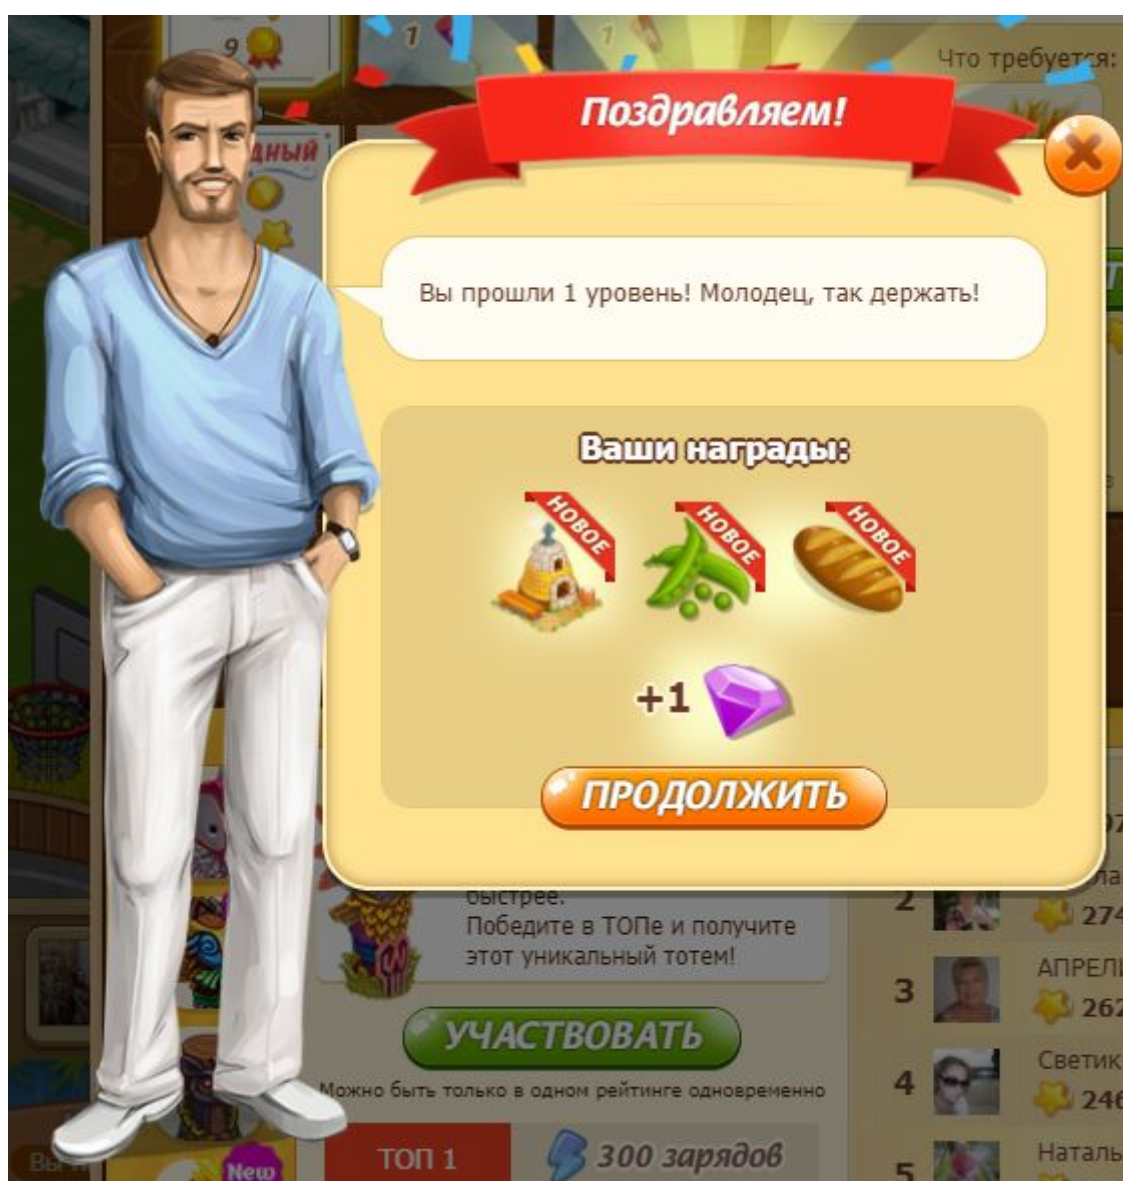 9
1
1
Что требуется:
Поздравляем!
Вы прошли 1 уровень! Молодец, так держать!
Ваши награды:
НОВОЕ
НОВОЕ
НОВОЕ
+1
ПРОДОЛЖИТЬ
быстрее.
Победите в ТОПе и получите
этот уникальный тотем!
УЧАСТВОВАТЬ
Можно быть только в одном рейтинге одновременно
ТОП 1
300 зарядов
New
2
274
3
262
4
Светик
246
5